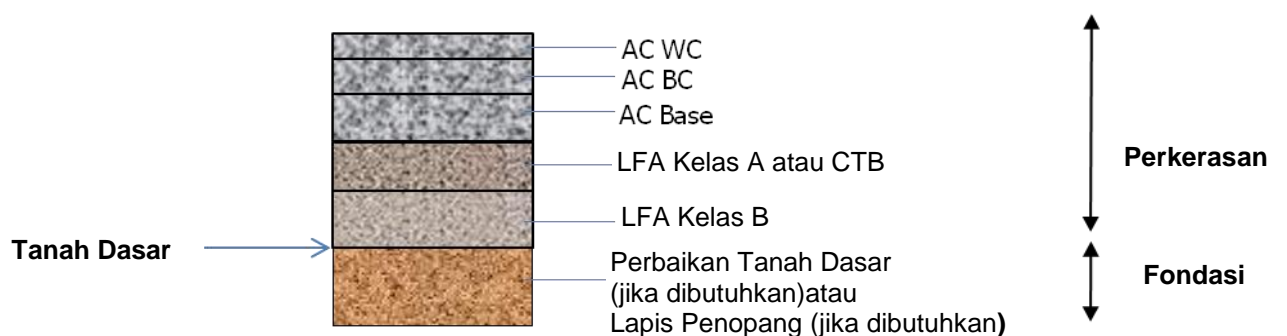 AC WC
AC BC
AC Base
LFA Kelas A atau CTB
LFA Kelas B
Perbaikan Tanah Dasar
(jika dibutuhkan)atau
Lapis Penopang (jika dibutuhkan)
Tanah Dasar
Perkerasan
Fondasi